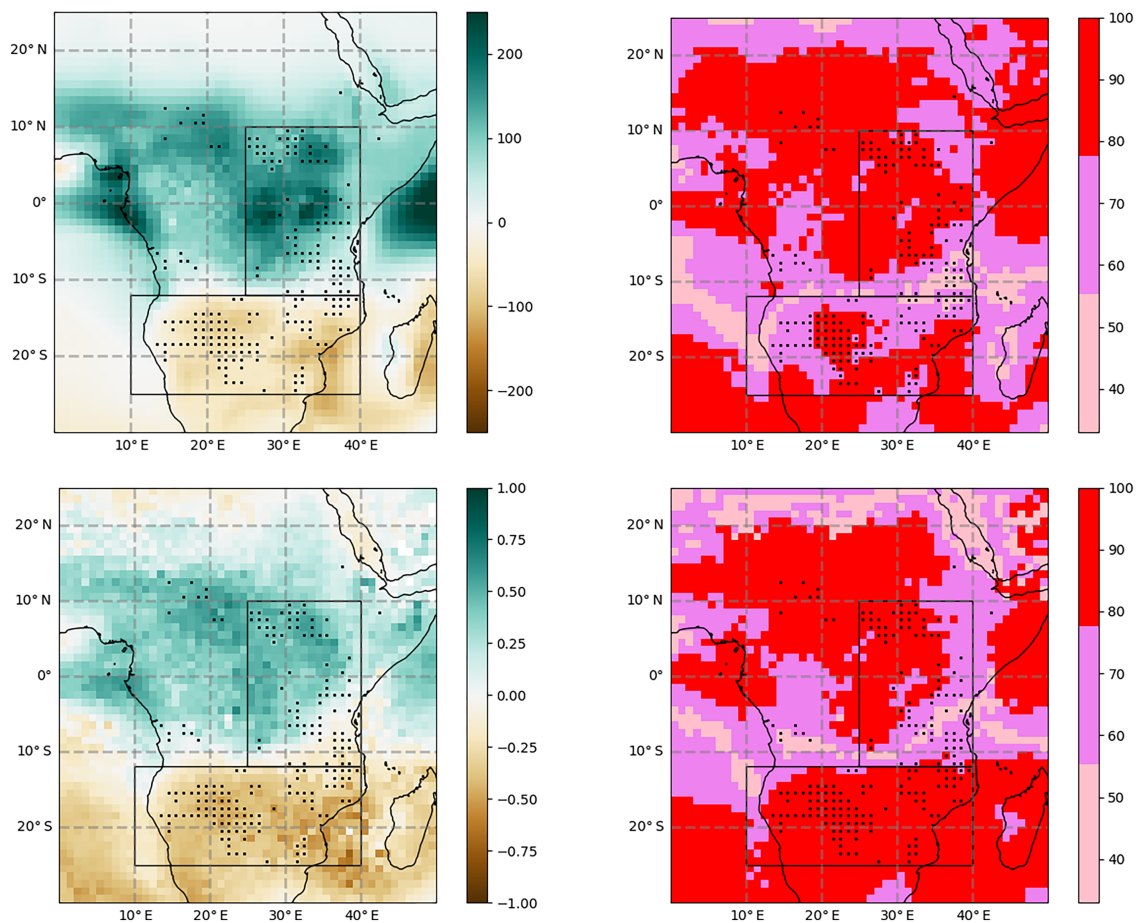 20° N
10° N
0°
10° S
20° S
10° E
20° E
30° E
40° E
200
100
0
−100
−200
20° N
10° N
0°
10° S
20° S
10° E
20° E
30° E
40° E
100
90
80
70
60
50
40
20° N
10° N
0°
10° S
20° S
10° E
20° E
30° E
40° E
1.00
0.75
0.50
0.25
0.00
−0.25
−0.50
−0.75
−1.00
20° N
10° N
0°
10° S
20° S
10° E
20° E
30° E
40° E
100
90
80
70
60
50
40